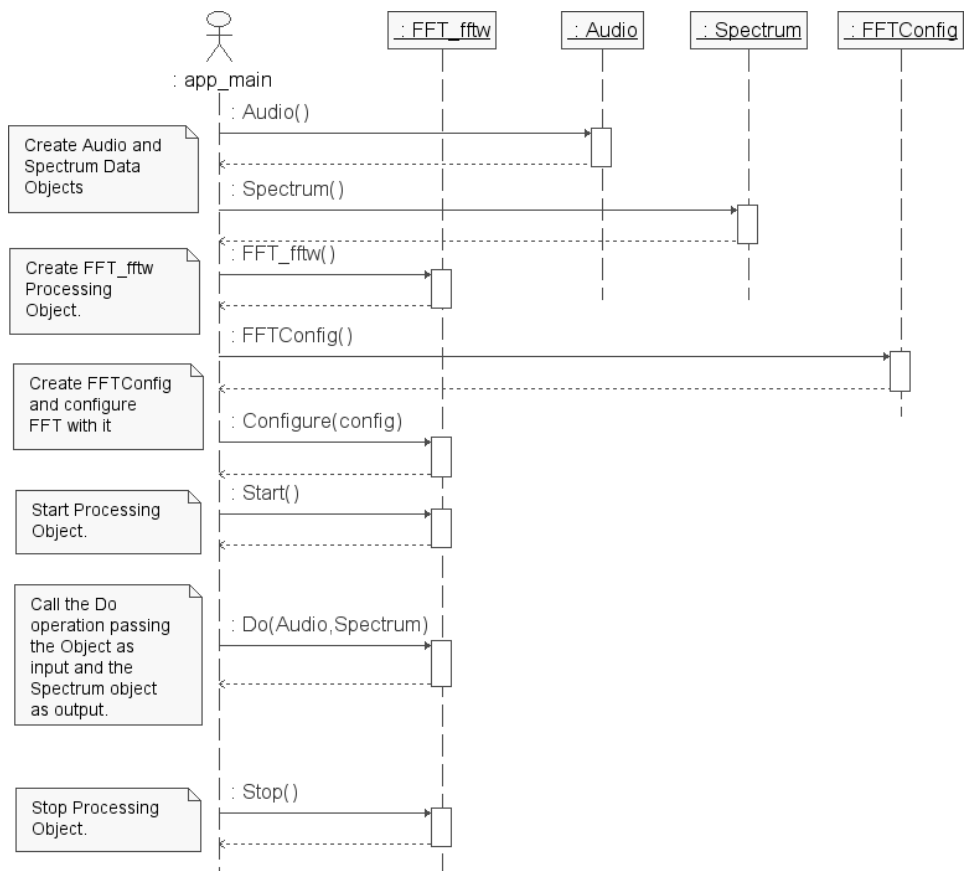 : FFT_fftw
: Audio
: Spectrum
: FFTConfig
: app_main
: Audio()
Create Audio and
Spectrum Data
Objects
: Spectrum()
: FFT_fftw()
Create FFT_fftw
Processing
Object.
: FFTConfig()
Create FFTConfig
and configure
FFT with it
: Configure(config)
: Start()
Start Processing
Object.
Call the Do
operation passing
the Object as
input and the
Spectrum object
as output.
: Do(Audio,Spectrum)
: Stop()
Stop Processing
Object.